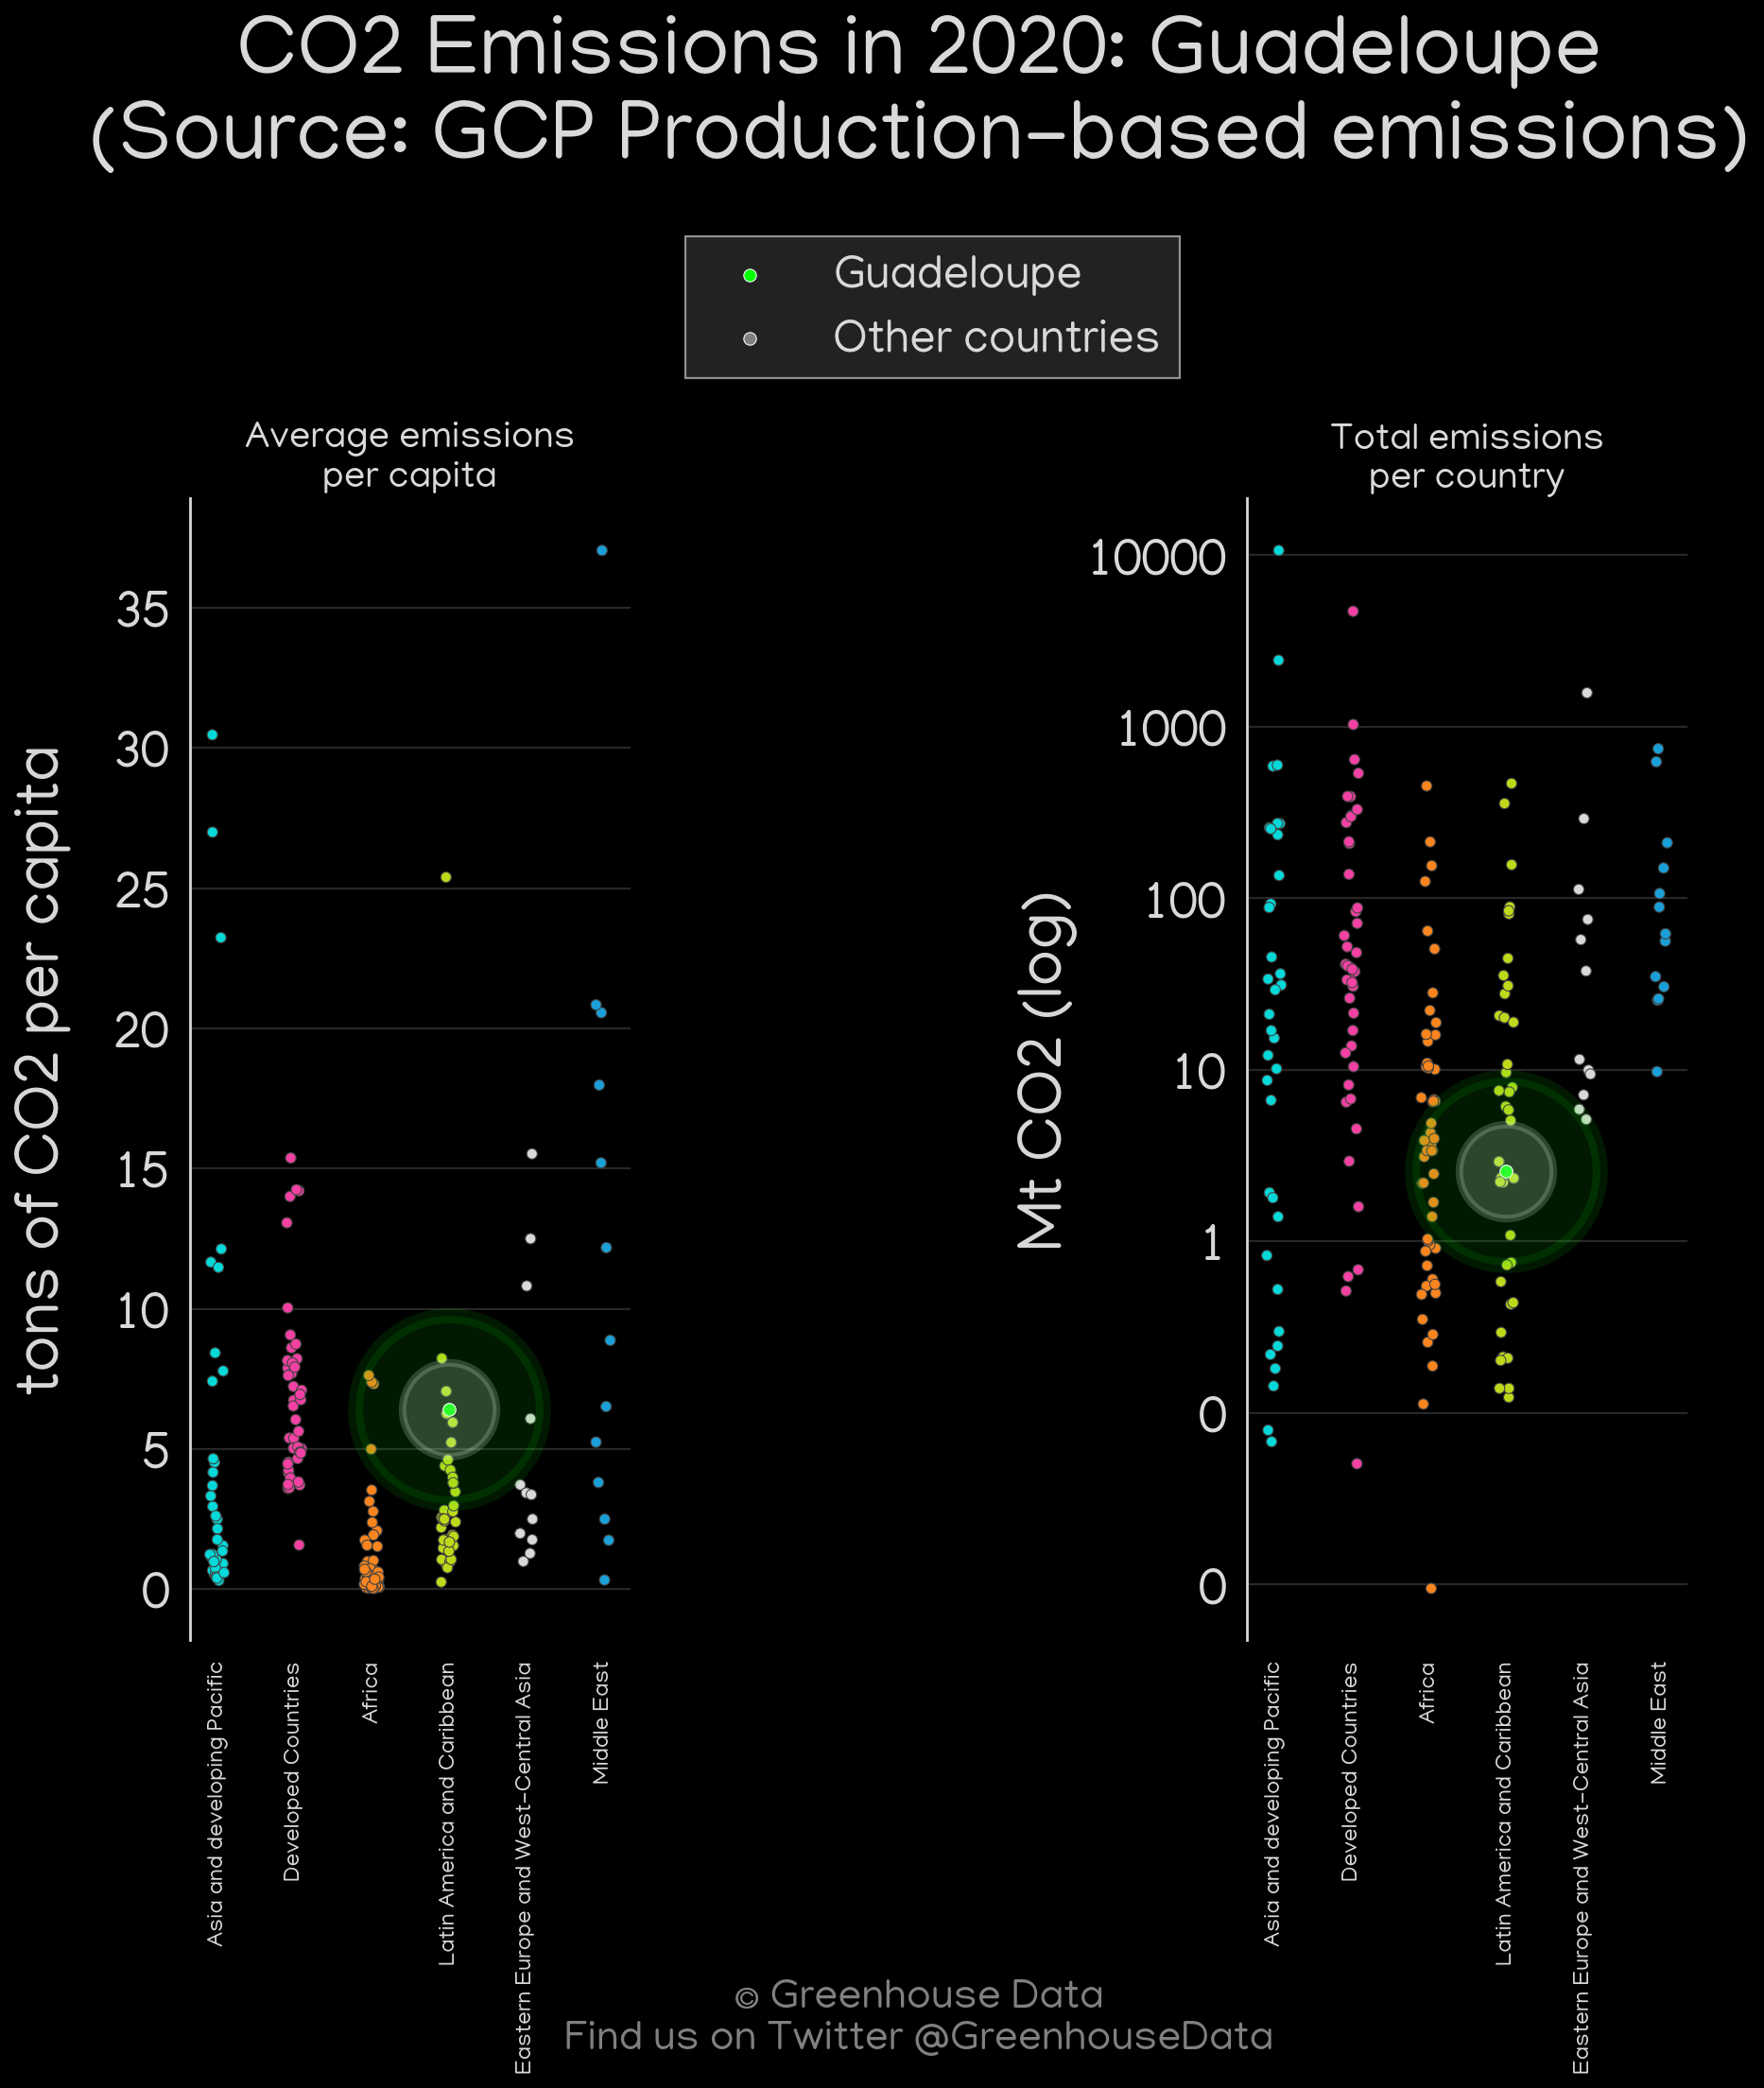 CO2 Emissions in 2020: Guadeloupe
(Source: GCP Production-based emissions)
Guadeloupe
Other countries
Average emissions
per capita
tons of CO2 per capita
35
30
25
20
15
10
5
0
Asia and developing Pacific
Developed Countries
Africa
Latin America and Caribbean
Eastern Europe and West-Central Asia
Middle East
Total emissions
per country
Mt CO2 (log)
10000
1000
100
10
1
0
0
Asia and developing Pacific
Developed Countries
Africa
Latin America and Caribbean
Eastern Europe and West-Central Asia
Middle East
© Greenhouse Data
Find us on Twitter @GreenhouseData